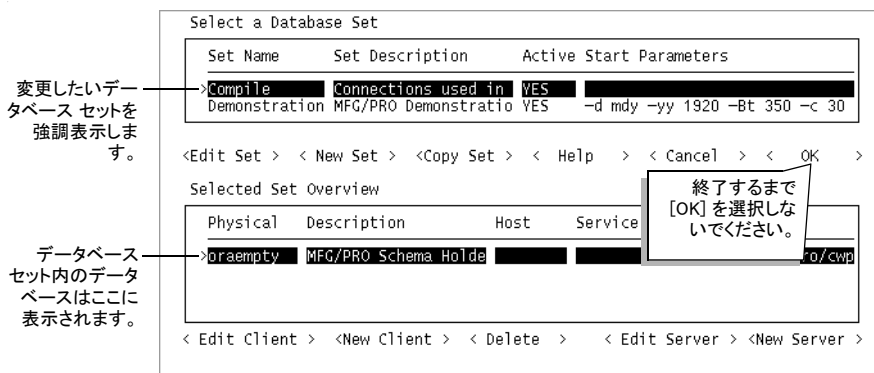 Select a Database Set
Set Name Set Description Active Start Parameters
>Compile Connections used in YES
Demonstration MFG/PRO Demonstratio YES -d mdy -yy 1920 -Bt 350 -c 30
変更したいデー
タベース セットを
強調表示しま
す。
<Edit Set > < New Set > <Copy Set > < Help > < Cancel > < OK >
Selected Set Overview
終了するまで
[OK] を選択しな
いでください。
Physical Description Host Service
>oraempty MFG/PRO Schema Holde ro/cwp
データベース
セット内のデータ
ベースはここに
表示されます。
< Edit Client > <New Client > < Delete > < Edit Server > <New Server >